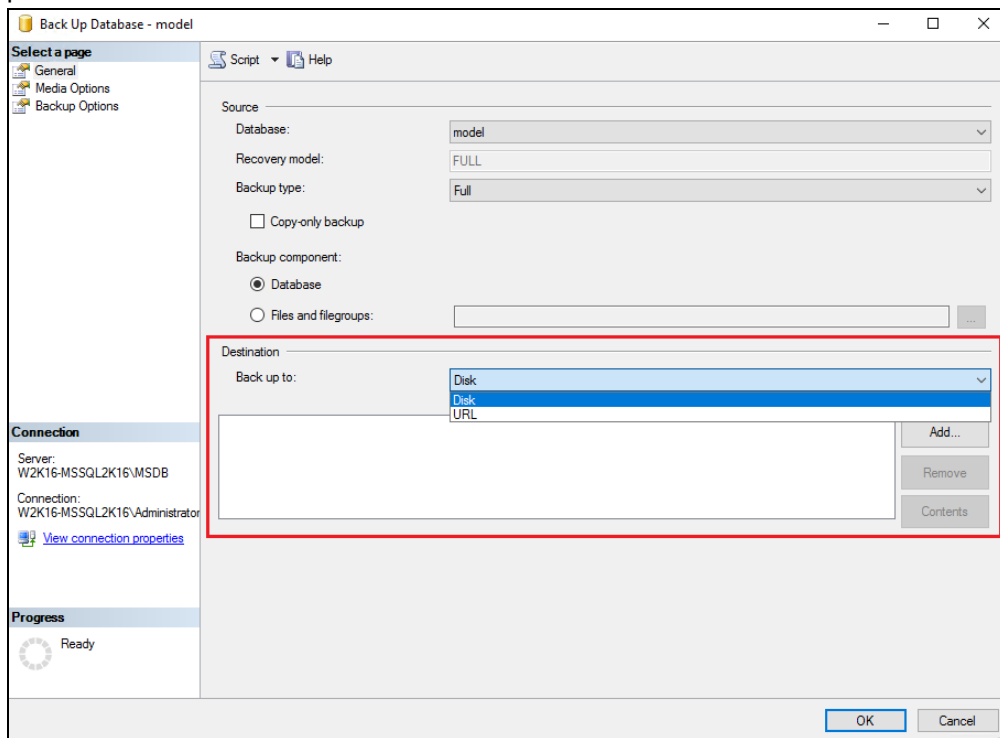 Back Up Database - model
Select a page
General
Media Options
Backup Options
Script
Help
Source
Database:
model
Recovery model:
FULL
Backup type:
Full
Copy-only backup
Backup component:
Database
Files and filegroups:
...
Destination
Back up to:
Disk
Disk
URL
Add...
Remove
Contents
Connection
Server:
W2K16-MSSQL2K16\MSDB
Connection:
W2K16-MSSQL2K16\Administrator
View connection properties
Progress
Ready
OK
Cancel